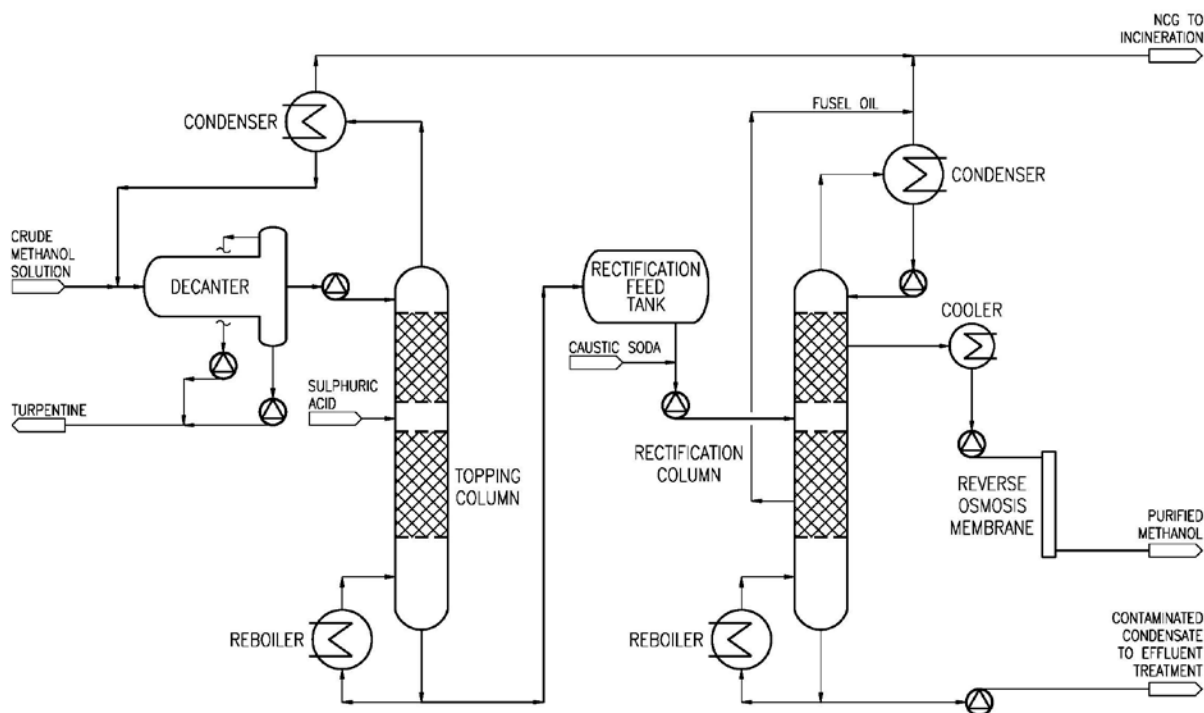 NCG TO
INCINERATION
FUSEL OIL
CONDENSER
CONDENSER
CRUDE
METHANOL
SOLUTION
DECANTER
RECTIFICATION
FEED
TANK
COOLER
CAUSTIC SODA
SULPHURIC
ACID
TURPENTINE
TOPPING
COLUMN
RECTIFICATION
COLUMN
REVERSE
OSMOSIS
MEMBRANE
PURIFIED
METHANOL
REBOILER
REBOILER
CONTAMINATED
CONDENSATE
TO EFFLUENT
TREATMENT